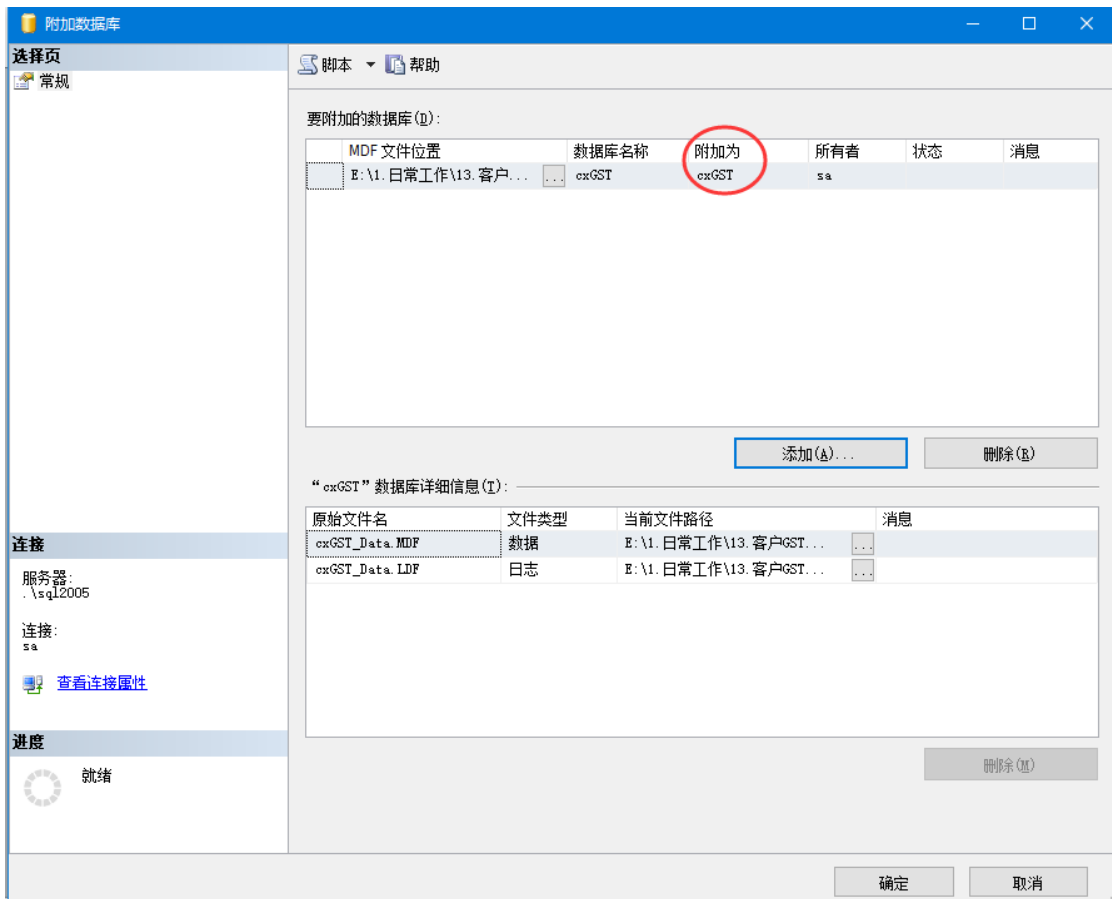 附加数据库
选择页
常规
脚本 帮助
要附加的数据库(D):
MDF 文件位置 数据库名称 附加为 所有者 状态 消息
E:\1.日常工作\13.客户... ... cxGST cxGST sa
添加(A)... 删除(R)
“cxGST”数据库详细信息(T):
原始文件名 文件类型 当前文件路径 消息
cxGST_Data.MDF 数据 E:\1.日常工作\13.客户GST... ...
cxGST_Data.LDF 日志 E:\1.日常工作\13.客户GST... ...
删除(M)
连接
服务器:
.\sql2005
连接:
sa
查看连接属性
进度
就绪
确定 取消